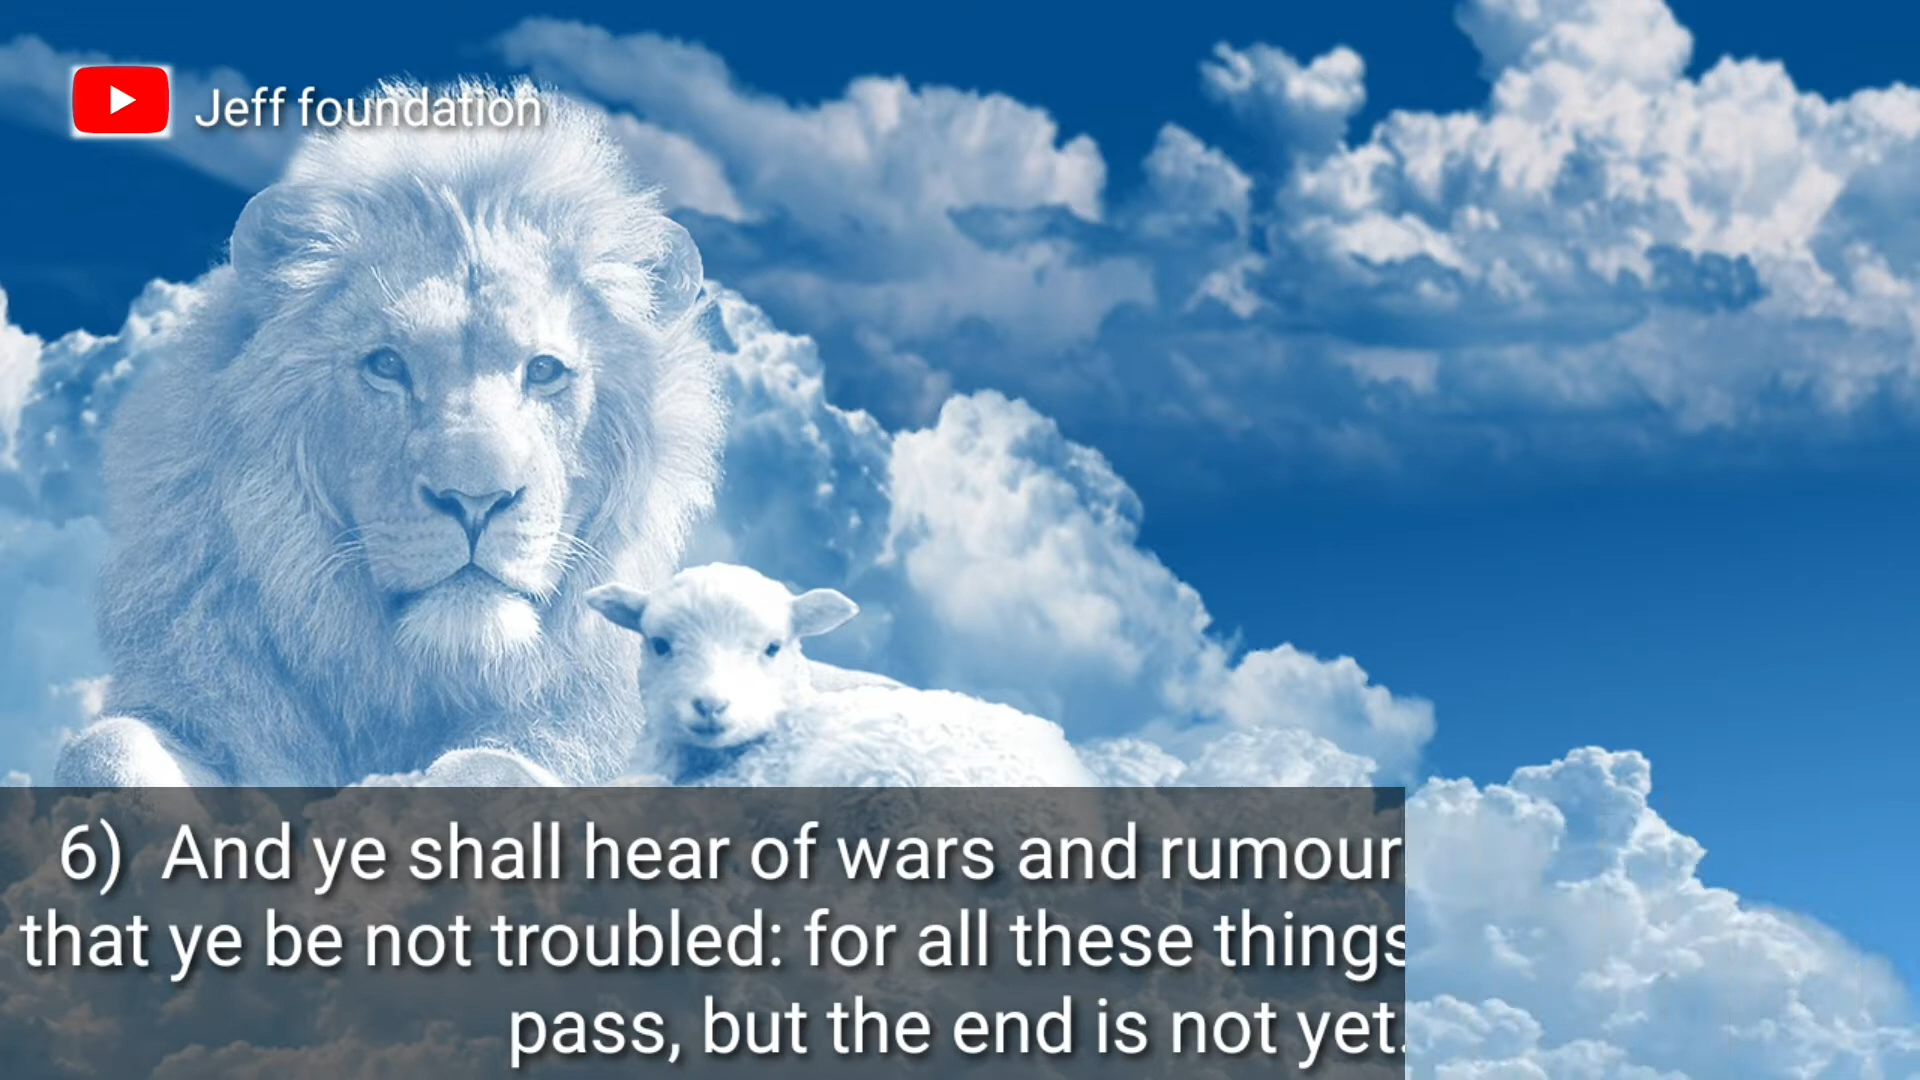 Jeff foundation
6) And ye shall hear of wars and rumour
that ye be not troubled: for all these things
pass, but the end is not yet.